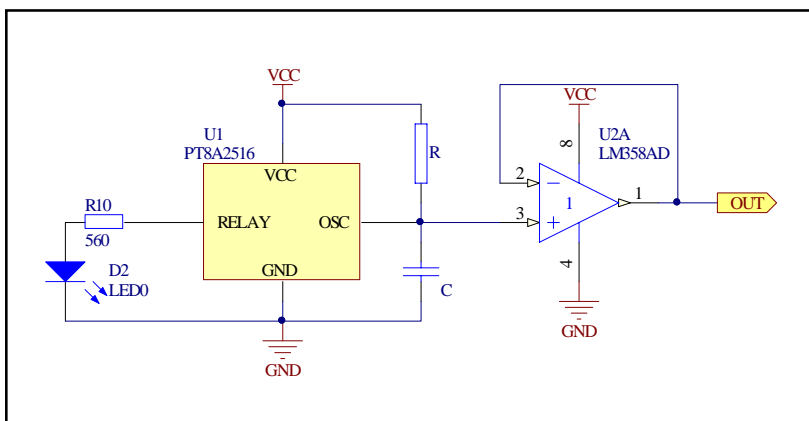 VCC
VCC
U1
PT8A2516
U2A
LM358AD
R
8
VCC
2
1
1
OUT
R10
560
RELAY
OSC
3
D2
LED0
GND
C
4
GND
GND